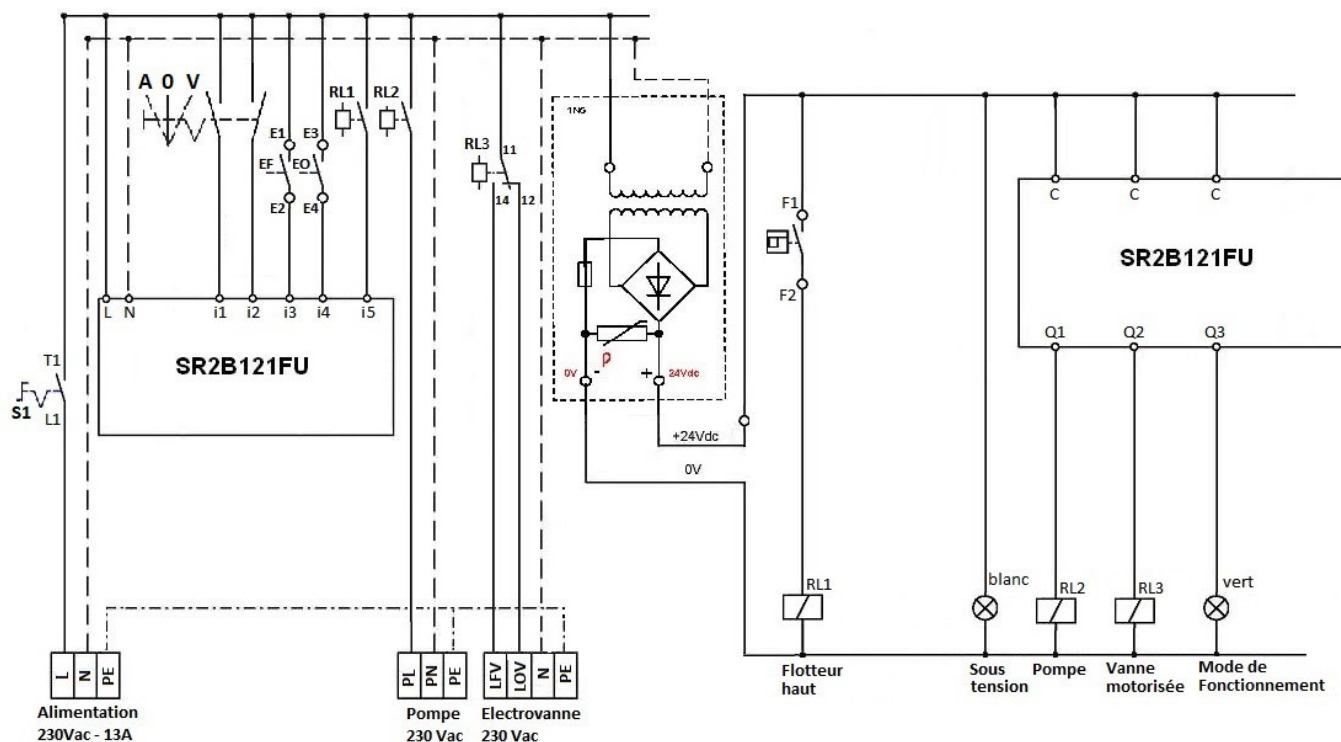 A 0 V
1NG
RL1
RL2
RL3
11
14
12
E1
E3
EF
EO
E2
E4
F1
F2
C
C
C
SR2B121FU
Q1
Q2
Q3
L
N
i1
i2
i3
i4
i5
SR2B121FU
T1
S1
L1
p
0V
-
+
24Vdc
+24Vdc
0V
RL1
blanc
RL2
RL3
vert
L
N
PE
PL
PN
PE
LFV
LOV
N
PE
Alimentation
230Vac - 13A
Pompe
230 Vac
Electrovanne
230 Vac
Flotteur
haut
Sous
tension
Pompe
Vanne
motorisée
Mode de
Fonctionnement